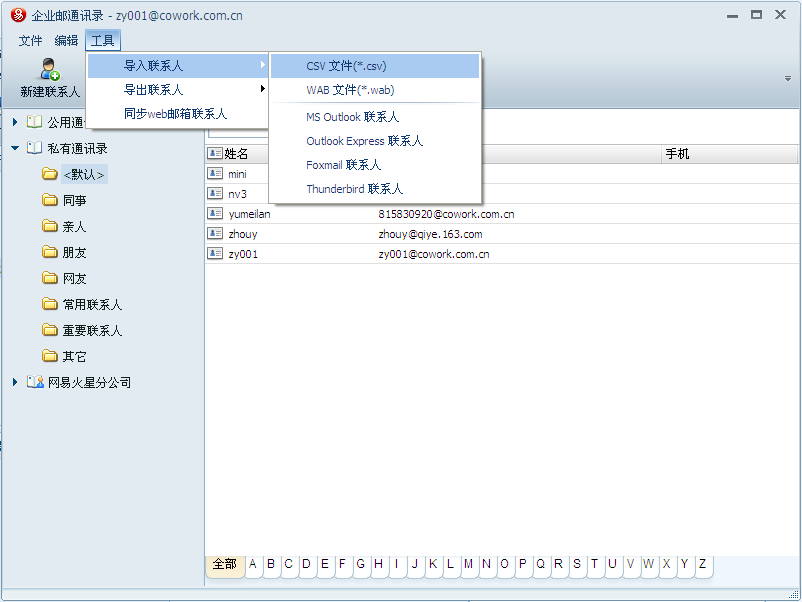 企业邮通讯录 - zy001@cowork.com.cn
文件 编辑 工具
新建联系人
导入联系人
导出联系人
同步web邮箱联系人
CSV 文件(*.csv)
WAB 文件(*.wab)
MS Outlook 联系人
Outlook Express 联系人
Foxmail 联系人
Thunderbird 联系人
公用通
私有通讯录
<默认>
同事
亲人
朋友
网友
常用联系人
重要联系人
其它
网易火星分公司
姓名 手机
mini
nv3
yumeilan 815830920@cowork.com.cn
zhouy zhouy@qiye.163.com
zy001 zy001@cowork.com.cn
全部 A B C D E F G H I J K L M N O P Q R S T U V W X Y Z